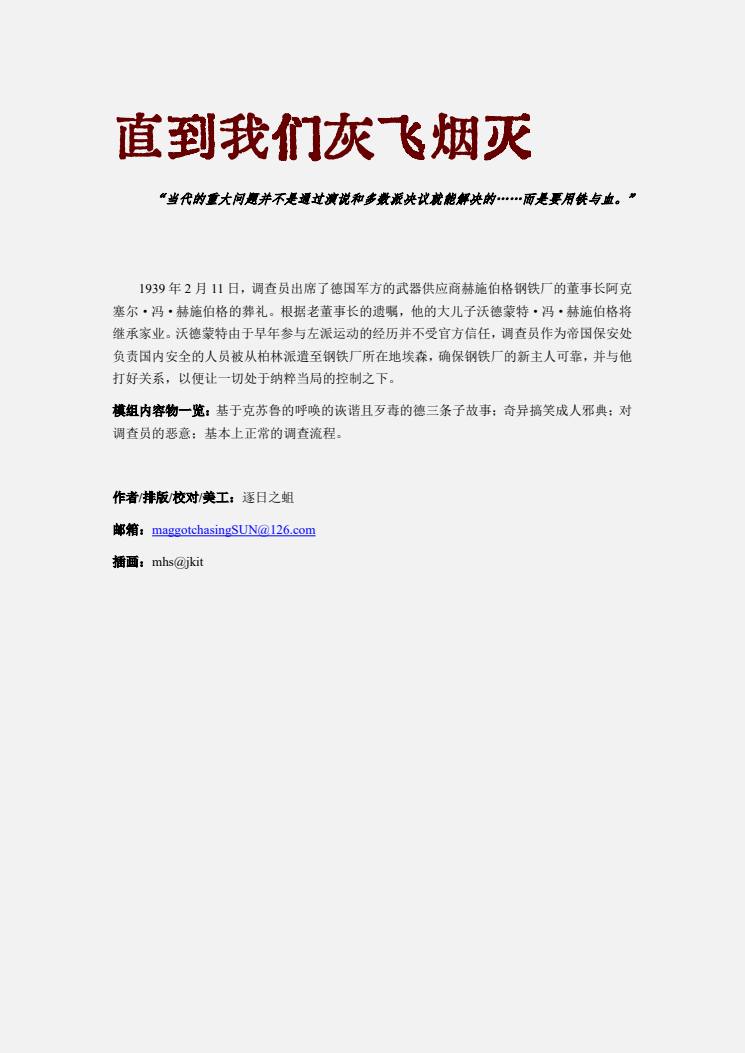 直到我们灰飞烟灭
“当代的重大问题并不是通过演说和多数派决议就能解决的……而是要用铁与血。”
1939 年 2 月 11 日，调查员出席了德国军方的武器供应商赫施伯格钢铁厂的董事长阿克
塞尔·冯·赫施伯格的葬礼。根据老董事长的遗嘱，他的大儿子沃德蒙特·冯·赫施伯格将
继承家业。沃德蒙特由于早年参与左派运动的经历并不受官方信任，调查员作为帝国保安处
负责国内安全的人员被从柏林派遣至钢铁厂所在地埃森，确保钢铁厂的新主人可靠，并与他
打好关系，以便让一切处于纳粹当局的控制之下。
模组内容物一览：基于克苏鲁的呼唤的诙谐且歹毒的德三条子故事；奇异搞笑成人邪典；对
调查员的恶意；基本上正常的调查流程。
作者/排版/校对/美工：逐日之蛆
邮箱：maggotchasingSUN@126.com
插画：mhs@jkit